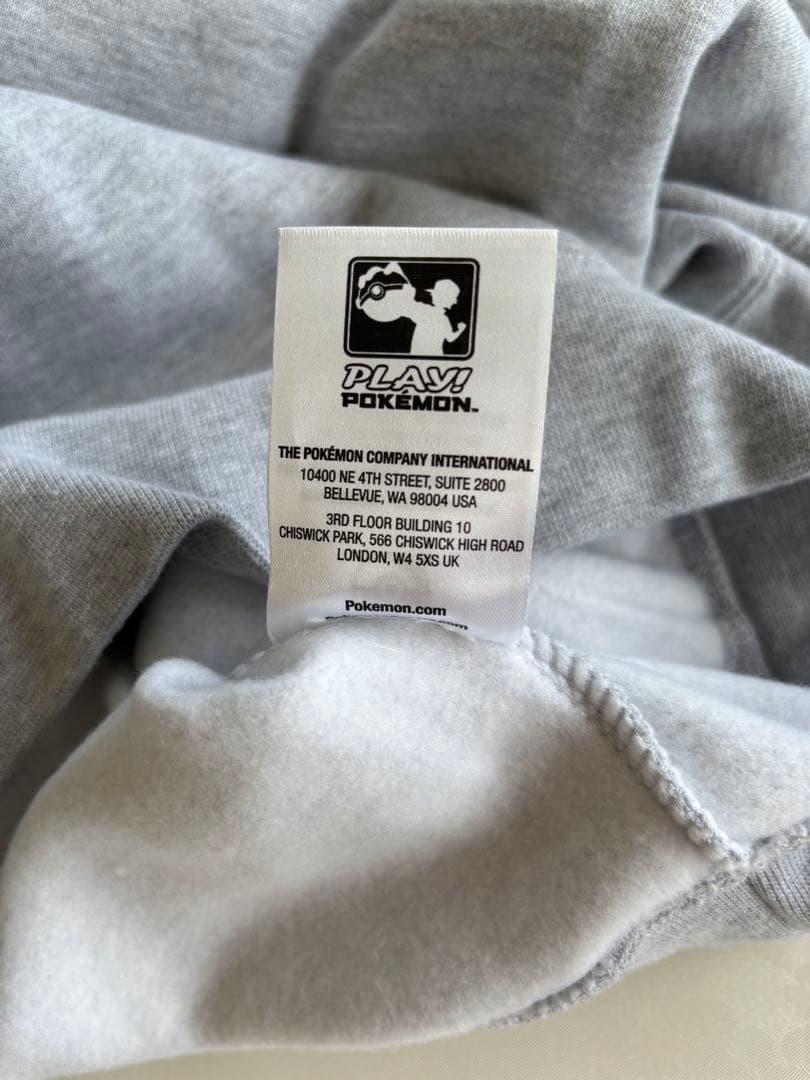 PLAY!
POKÉMON™
THE POKÉMON COMPANY INTERNATIONAL
10400 NE 4TH STREET, SUITE 2800
BELLEVUE, WA 98004 USA
3RD FLOOR BUILDING 10
CHISWICK PARK, 566 CHISWICK HIGH ROAD
LONDON, W4 5XS UK
Pokemon.com